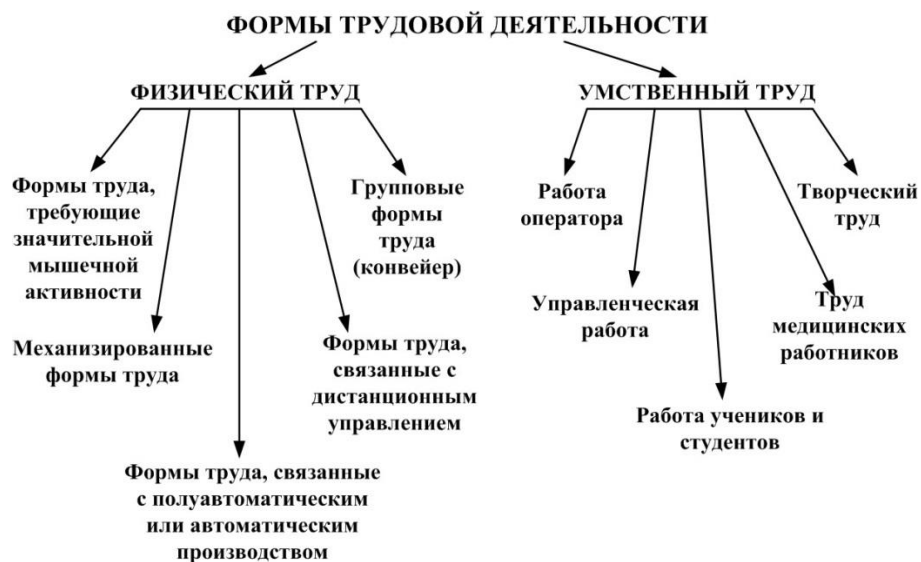 ФОРМЫ ТРУДОВОЙ ДЕЯТЕЛЬНОСТИ
ФИЗИЧЕСКИЙ ТРУД
Формы труда,
требующие
значительной
мышечной
активности
Механизированные
формы труда
Формы труда, связанные
с полуавтоматическим
или автоматическим
производством
Формы труда,
связанные с
дистанционным
управлением
Групповые
формы
труда
(конвейер)
УМСТВЕННЫЙ ТРУД
Работа
оператора
Управленческая
работа
Работа учеников и
студентов
Труд
медицинских
работников
Творческий
труд